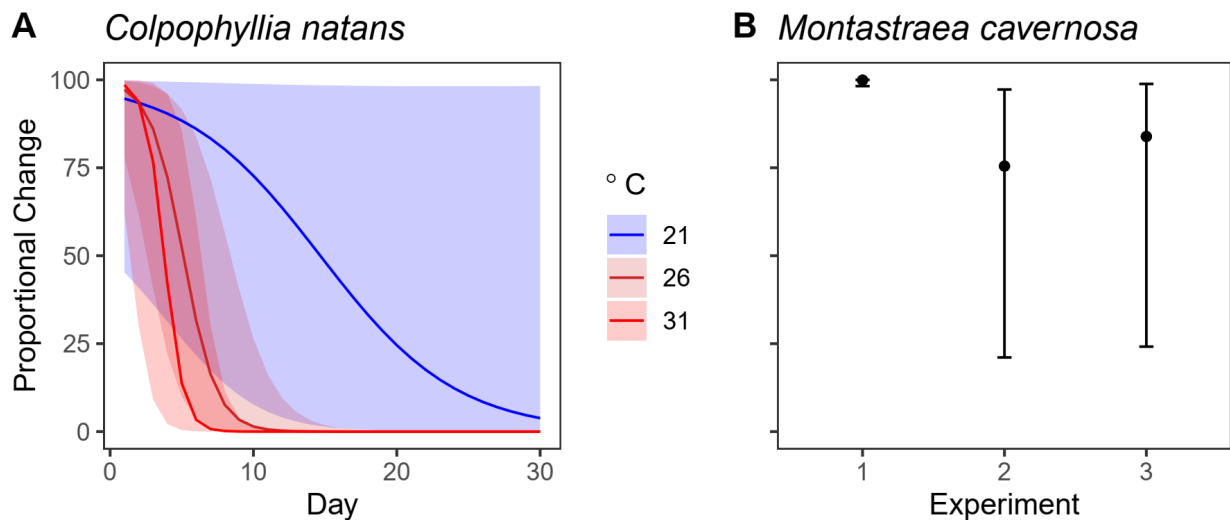 A Colpophyllia natans
B Montastraea cavernosa
Proportional Change
100
75
50
25
0
0 10 20 30
Day
° C
21
26
31
1 2 3
Experiment